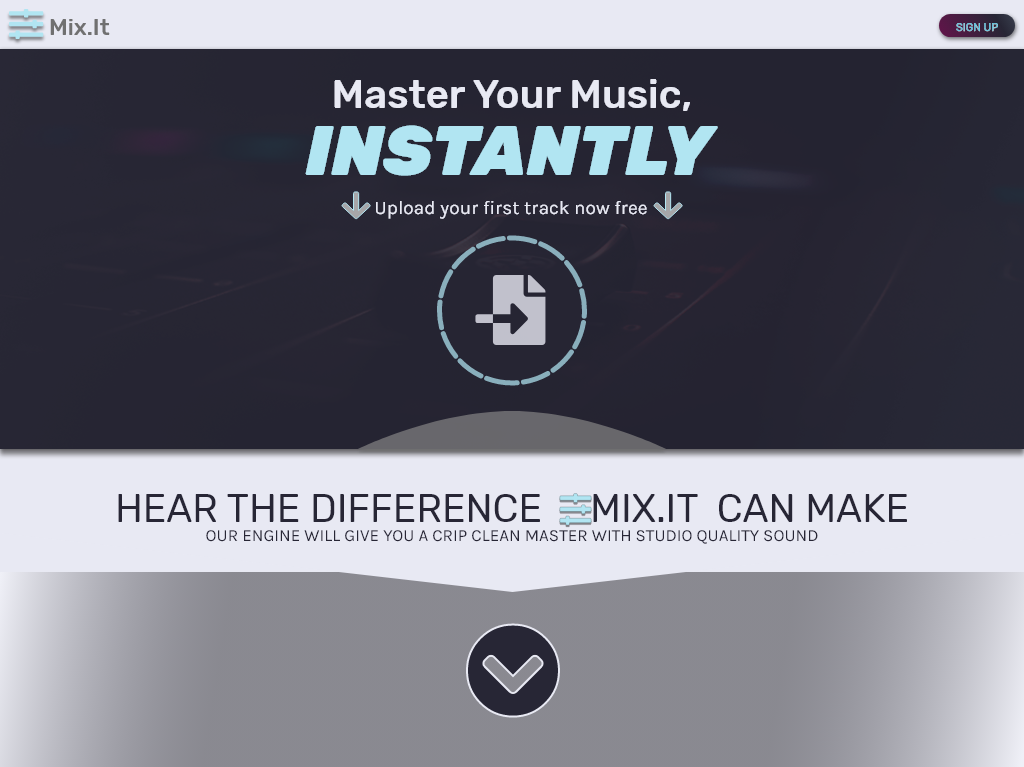 Mix.It
SIGN UP
Master Your Music,
INSTANTLY
Upload your first track now free
HEAR THE DIFFERENCE MIX.IT CAN MAKE
OUR ENGINE WILL GIVE YOU A CRIP CLEAN MASTER WITH STUDIO QUALITY SOUND